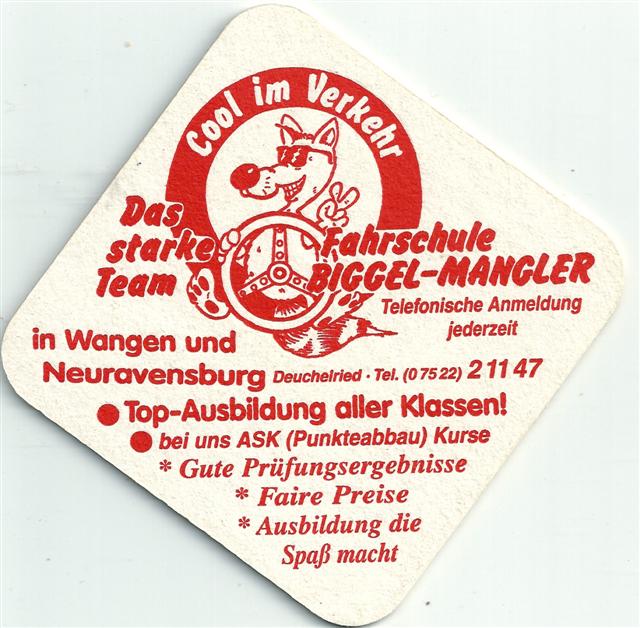 Cool im Verkehr
Das
starke
Team
Fahrschule
BIGGEL-MANGLER
Telefonische Anmeldung
jederzeit
in Wangen und
Neuravensburg Deuchelried · Tel. (0 75 22) 2 11 47
● Top-Ausbildung aller Klassen!
● bei uns ASK (Punkteabbau) Kurse
* Gute Prüfungsergebnisse
* Faire Preise
* Ausbildung die
Spaß macht